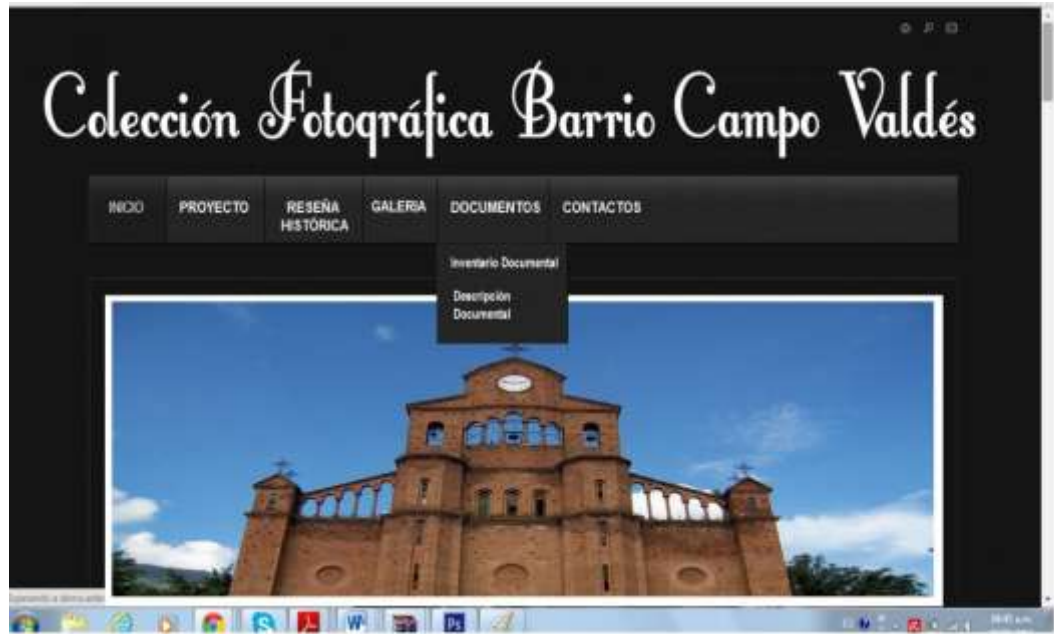 Colección Fotográfica Barrio Campo Valdés
INICIO PROYECTO RESEÑA HISTÓRICA GALERIA DOCUMENTOS CONTACTOS
Inventario Documental
Descripción
Documental